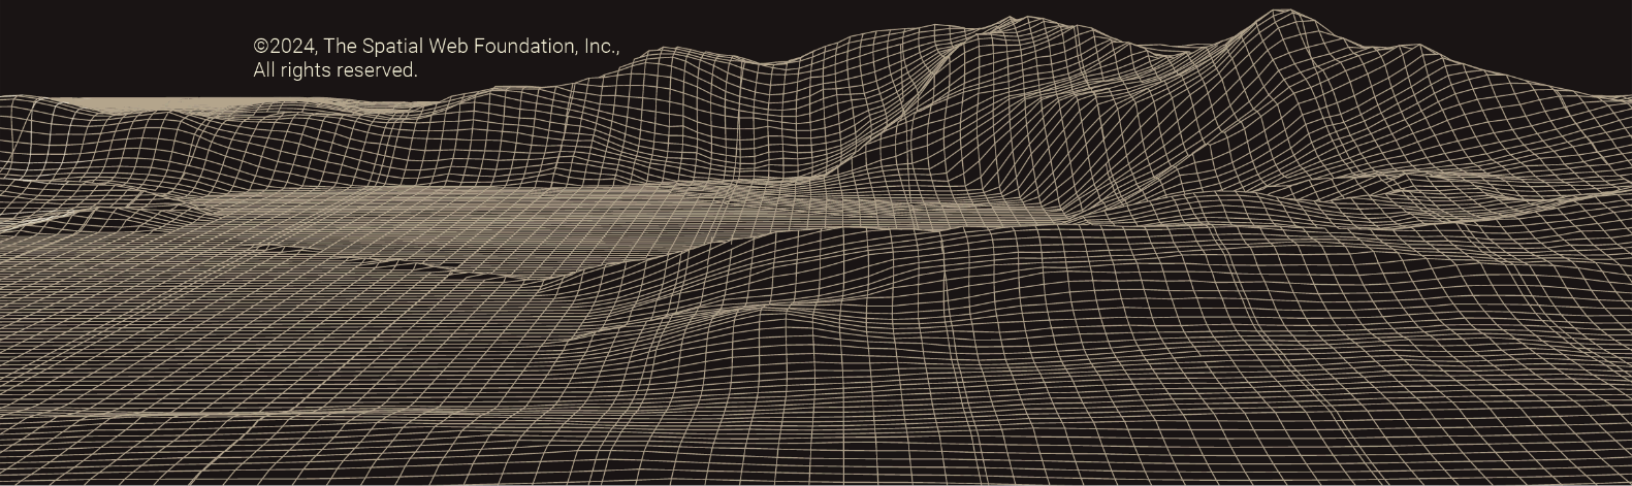 ©2024, The Spatial Web Foundation, Inc.,
All rights reserved.